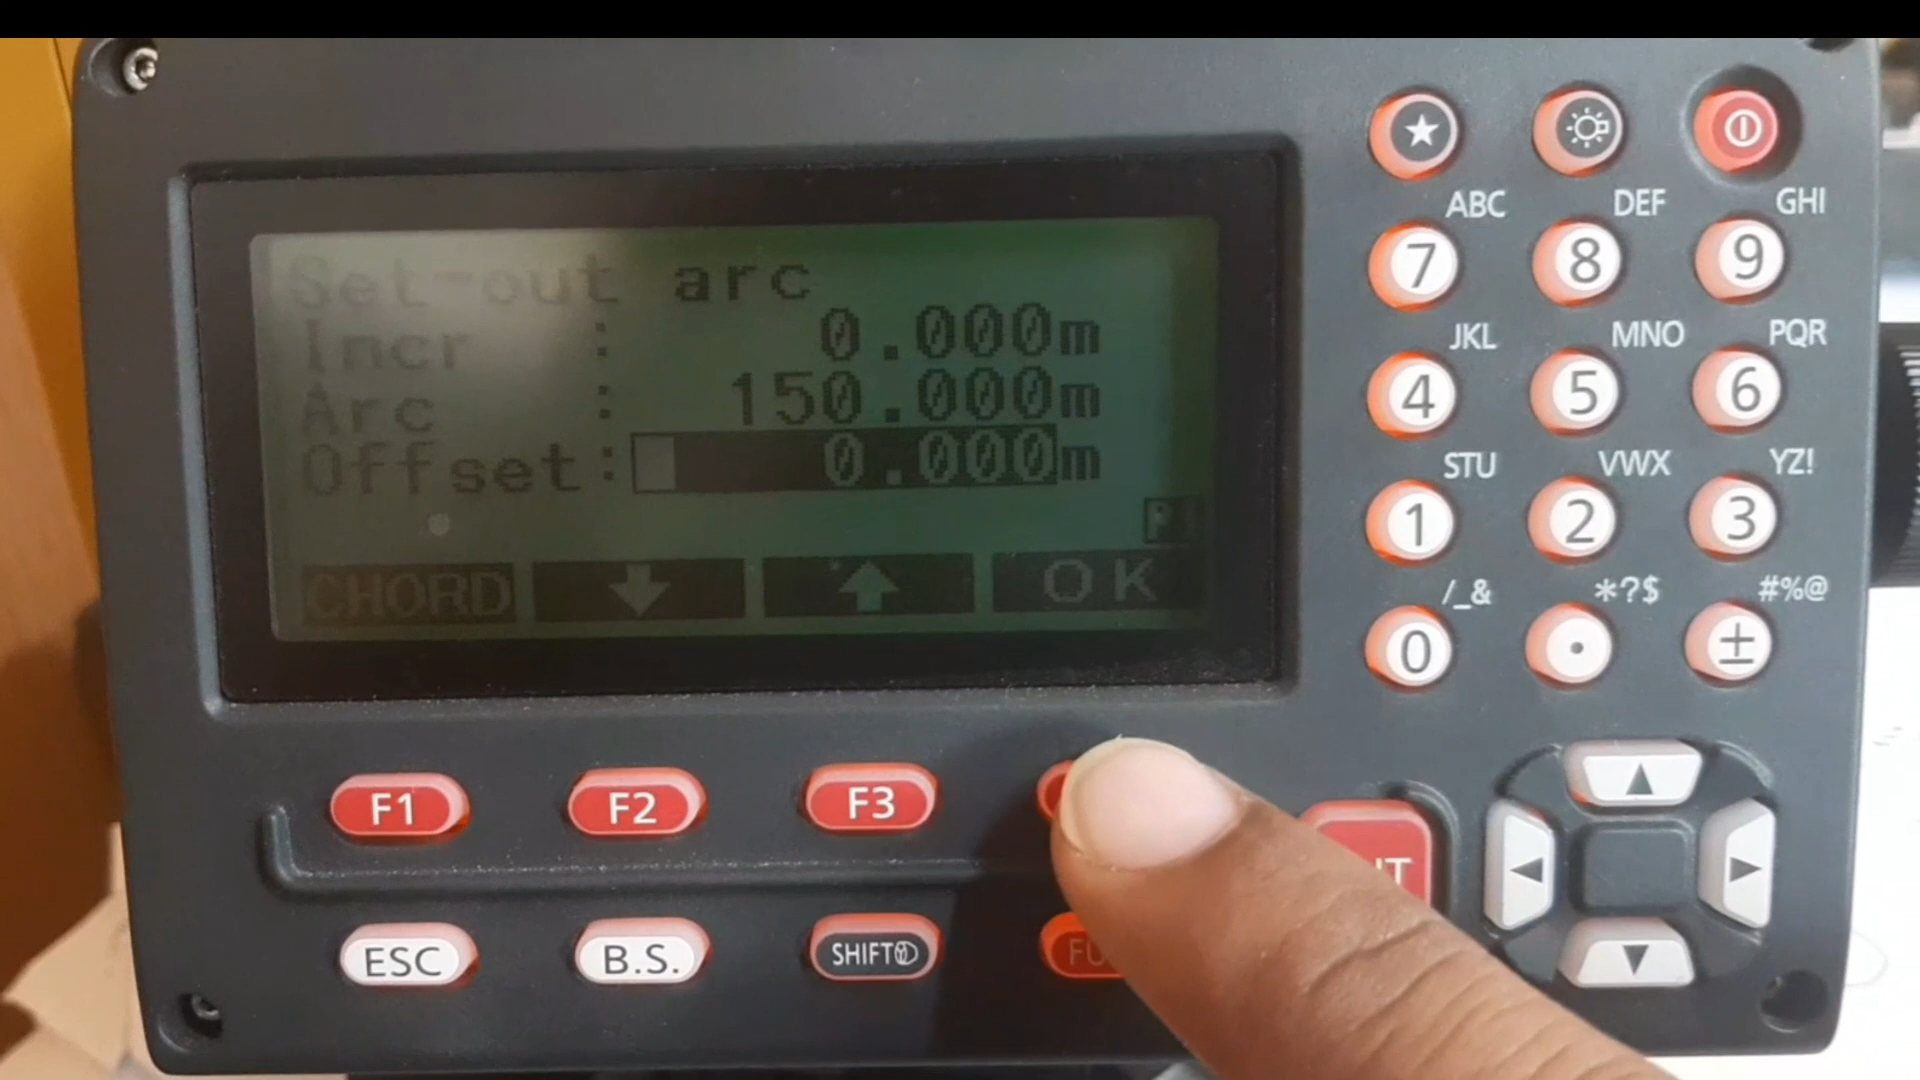 Set-out arc
Incr : 0.000m
Arc : 150.000m
Offset : 0.000m
P1
CHORD ↓ ↑ OK
★
ABC DEF GHI
7 8 9
JKL MNO PQR
4 5 6
STU VWX YZ!
1 2 3
/_& *?$ #%@
0 . ±
F1 F2 F3
ESC B.S. SHIFT